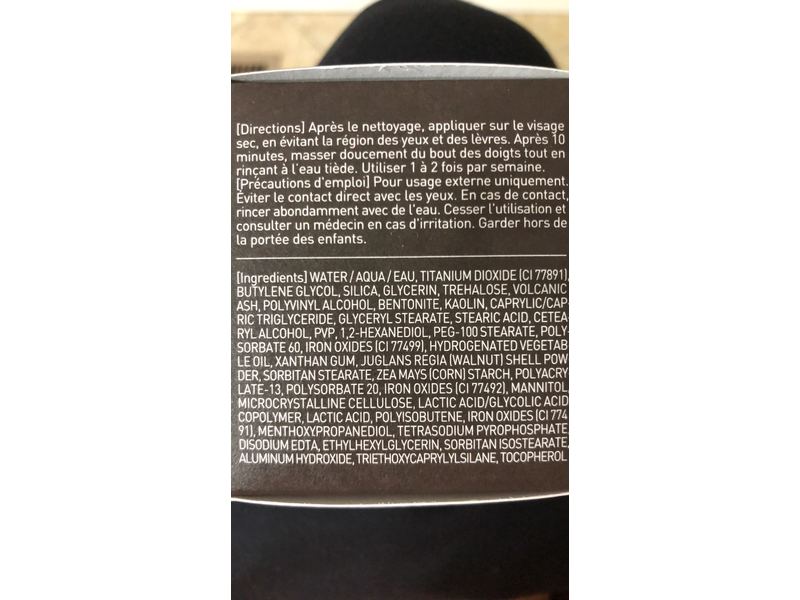 [Directions] Après le nettoyage, appliquer sur le visage
sec, en évitant la région des yeux et des lèvres. Après 10
minutes, masser doucement du bout des doigts tout en
rinçant à l'eau tiède. Utiliser 1 à 2 fois par semaine.
[Précautions d'emploi] Pour usage externe uniquement.
Éviter le contact direct avec les yeux. En cas de contact,
rincer abondamment avec de l'eau. Cesser l'utilisation et
consulter un médecin en cas d'irritation. Garder hors de
la portée des enfants.
[Ingredients] WATER / AQUA / EAU, TITANIUM DIOXIDE (CI 77891),
BUTYLENE GLYCOL, SILICA, GLYCERIN, TREHALOSE, VOLCANIC
ASH, POLYVINYL ALCOHOL, BENTONITE, KAOLIN, CAPRYLIC/CAP
RIC TRIGLYCERIDE, GLYCERYL STEARATE, STEARIC ACID, CETEA-
RYL ALCOHOL, PVP, 1,2-HEXANEDIOL, PEG-100 STEARATE, POLY-
SORBATE 60, IRON OXIDES (CI 77499), HYDROGENATED VEGETAB
LE OIL, XANTHAN GUM, JUGLANS REGIA (WALNUT) SHELL POW
DER, SORBITAN STEARATE, ZEA MAYS (CORN) STARCH, POLYACRY
LATE-13, POLYSORBATE 20, IRON OXIDES (CI 77492), MANNITOL,
MICROCRYSTALLINE CELLULOSE, LACTIC ACID/GLYCOLIC ACID
COPOLYMER, LACTIC ACID, POLYISOBUTENE, IRON OXIDES (CI 774
91), MENTHOXYPROPANEDIOL, TETRASODIUM PYROPHOSPHATE,
DISODIUM EDTA, ETHYLHEXYLGLYCERIN, SORBITAN ISOSTEARATE,
ALUMINUM HYDROXIDE, TRIETHOXYCAPRYLYLSILANE, TOCOPHEROL